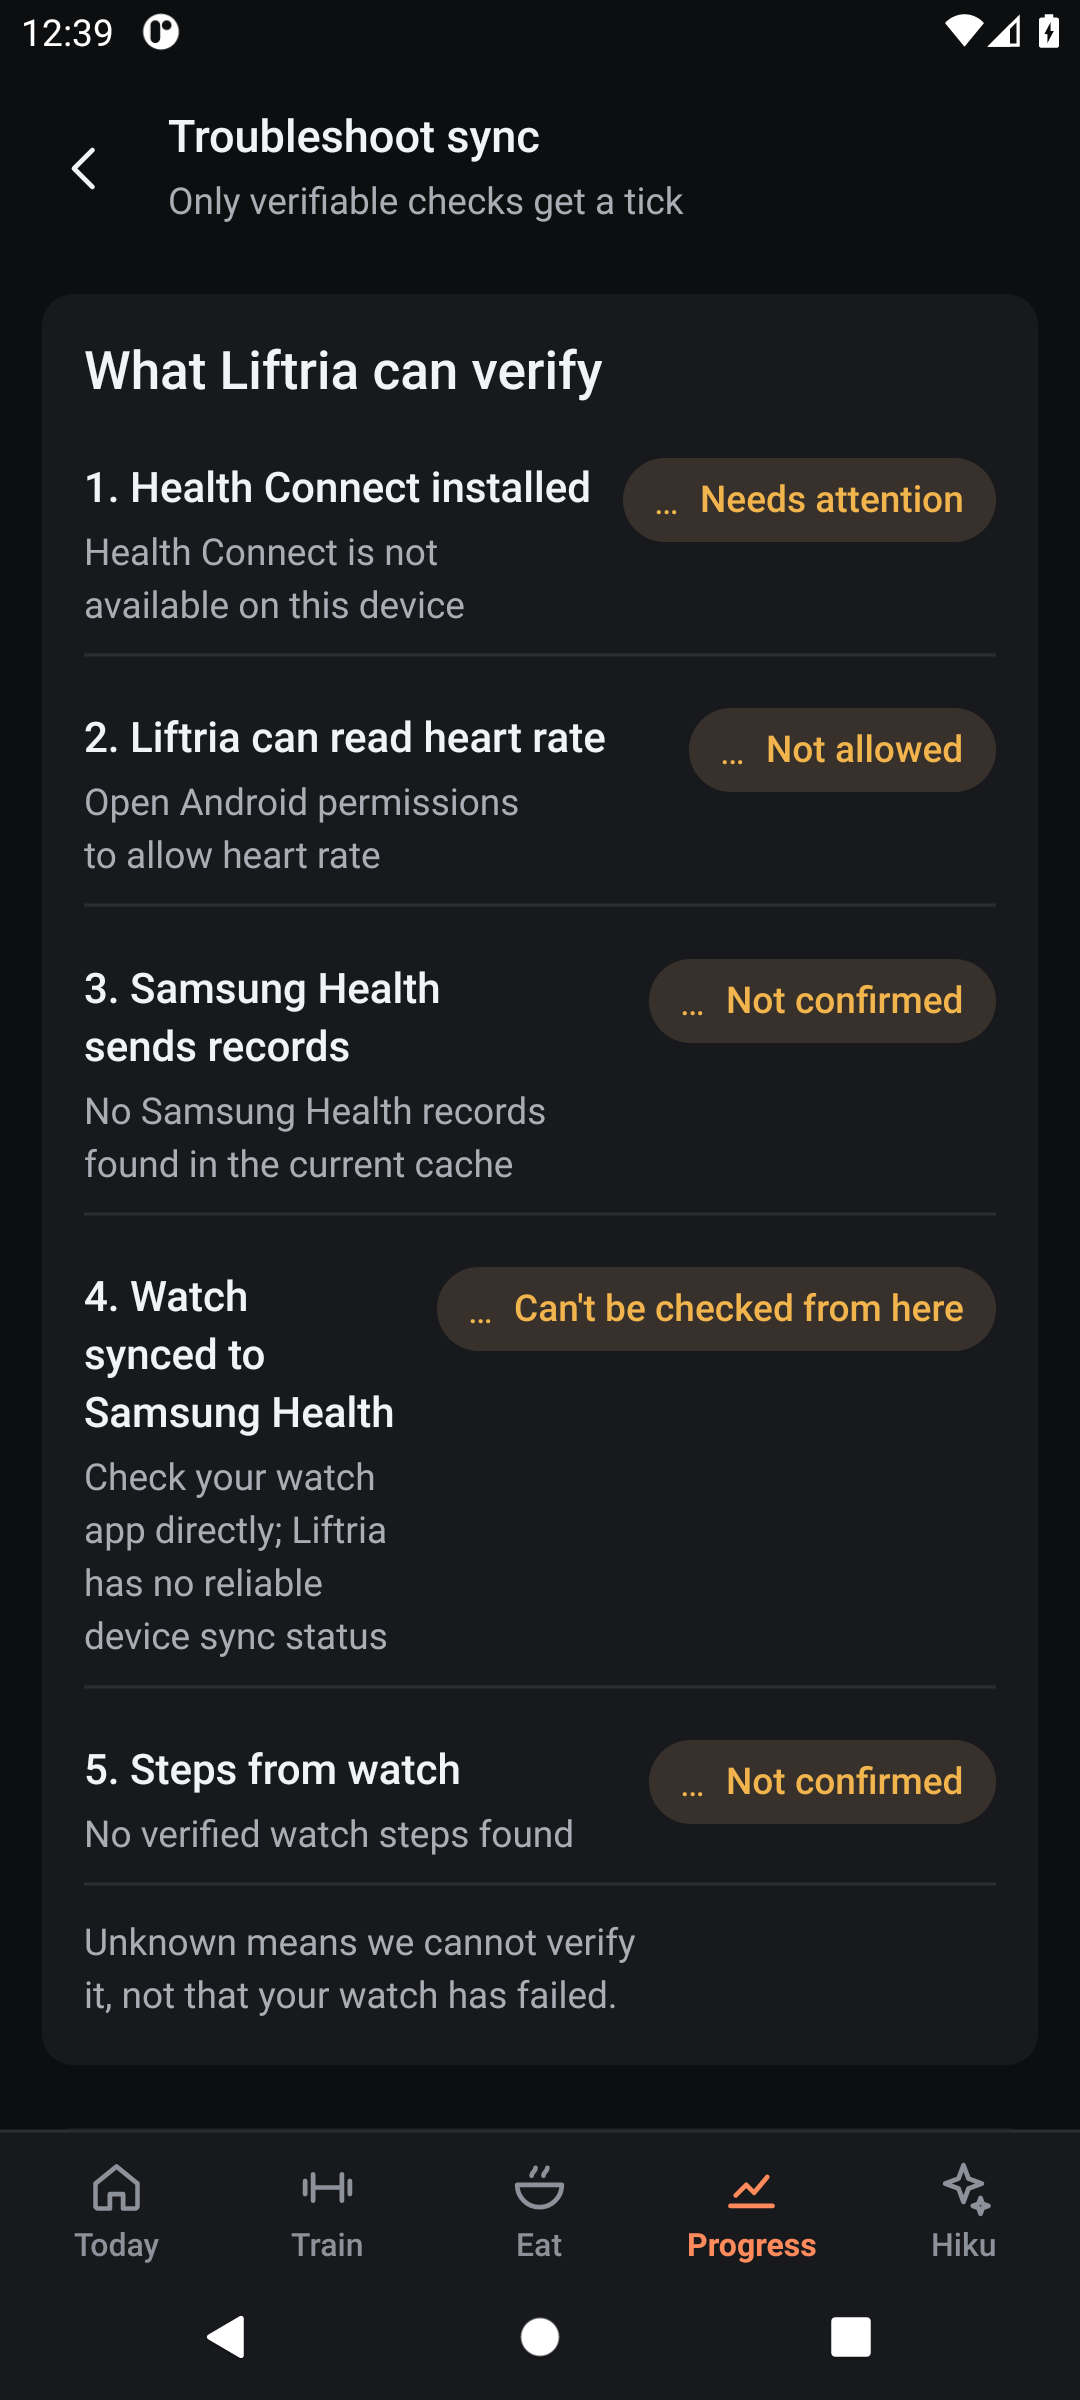 12:39
Troubleshoot sync
Only verifiable checks get a tick
What Liftria can verify
1. Health Connect installed
... Needs attention
Health Connect is not
available on this device
2. Liftria can read heart rate
... Not allowed
Open Android permissions
to allow heart rate
3. Samsung Health
sends records
... Not confirmed
No Samsung Health records
found in the current cache
4. Watch
synced to
Samsung Health
... Can't be checked from here
Check your watch
app directly; Liftria
has no reliable
device sync status
5. Steps from watch
... Not confirmed
No verified watch steps found
Unknown means we cannot verify
it, not that your watch has failed.
Today
Train
Eat
Progress
Hiku